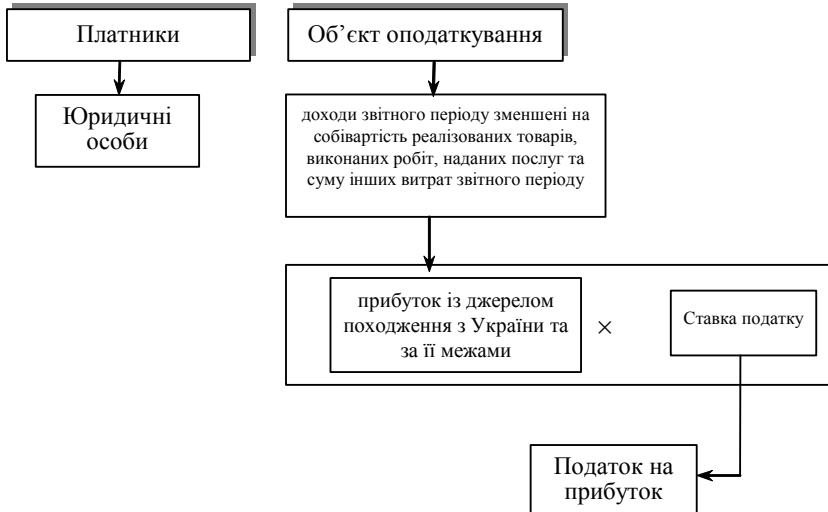 Платники
Юридичні
особи
Об’єкт оподаткування
доходи звітного періоду зменшені на
собівартість реалізованих товарів,
виконаних робіт, наданих послуг та
суму інших витрат звітного періоду
прибуток із джерелом
походження з України та
за її межами
×
Ставка податку
Податок на
прибуток